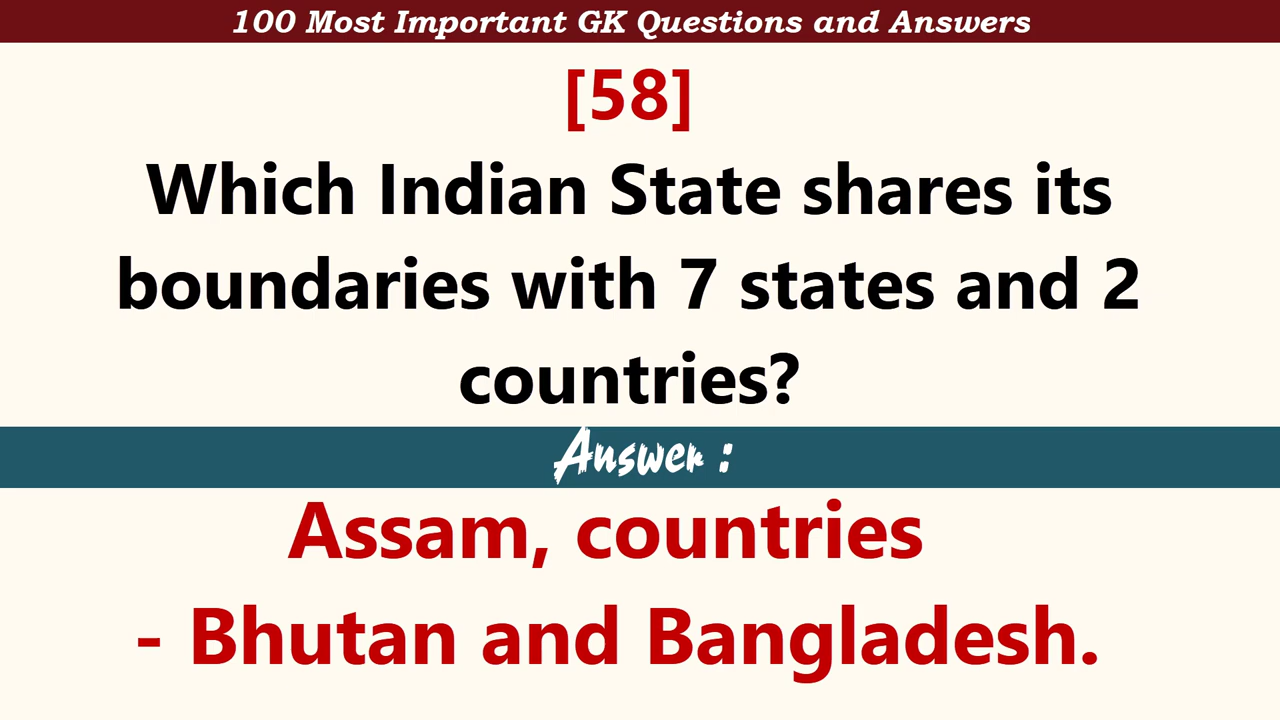 100 Most Important GK Questions and Answers
[58]
Which Indian State shares its
boundaries with 7 states and 2
countries?
Answer :
Assam, countries
- Bhutan and Bangladesh.